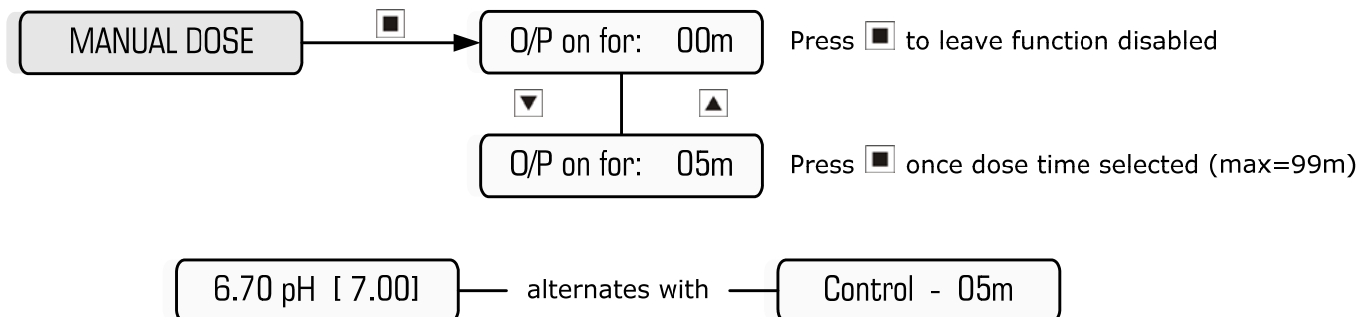 MANUAL DOSE
O/P on for: 00m
Press to leave function disabled
O/P on for: 05m
Press once dose time selected (max=99m)
6.70 pH [ 7.00]
alternates with
Control - 05m